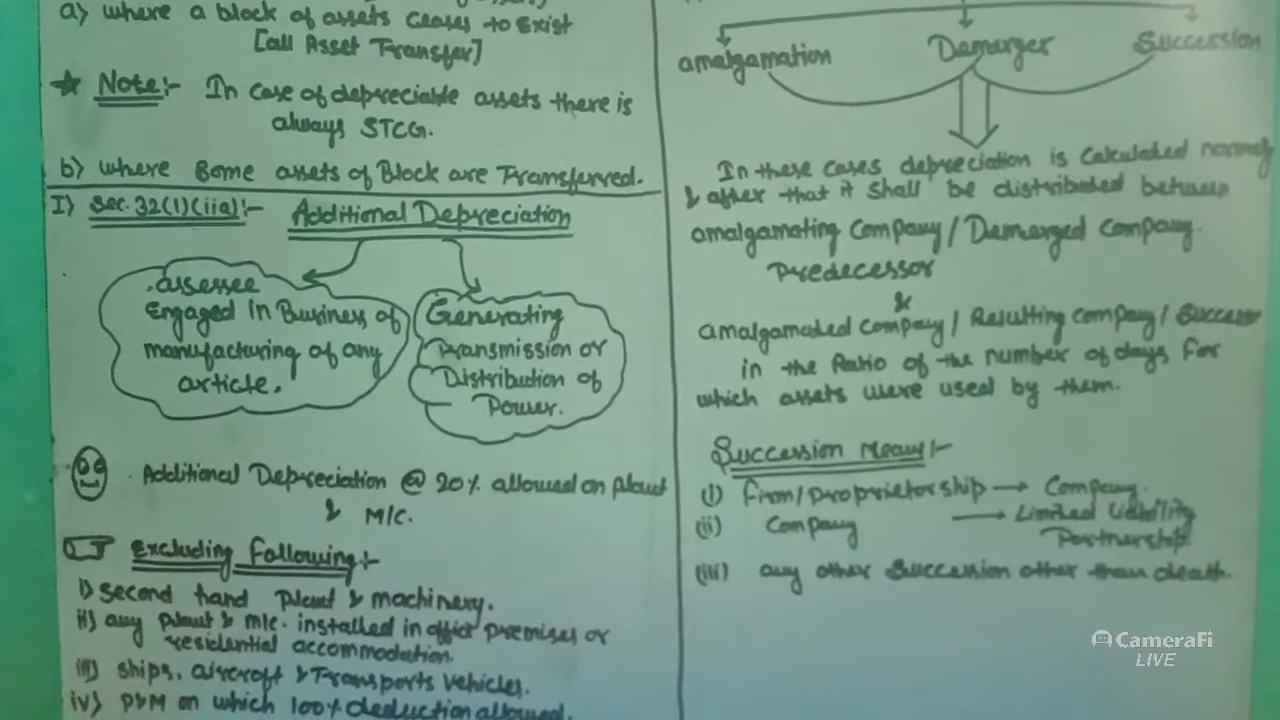 a) where a block of assets ceases to Exist
[all Asset Transfer]
★ Note:- In case of depreciable assets there is
always STCG.
b) where some assets of Block are Transferred.
I) Sec. 32(1)(iia):- Additional Depreciation
assessee
Engaged in Business of
manufacturing of any
article.
Generating
Transmission or
Distribution of
Power.
Additional Depreciation @ 20% allowed on plant
& M/C.
Excluding Following:-
i) Second hand plant & machinery.
ii) any plant & m/c. installed in office premises or
residential accommodation.
iii) ships, aircraft & Transports vehicles.
iv) P&M on which 100% deduction allowed.
amalgamation Demerger Succession
In these cases depreciation is calculated normally
& after that it shall be distributed between
amalgamating company / Demerged company
Predecessor
&
amalgamated company / Resulting company / Successor
in the Ratio of the number of days for
which assets were used by them.
Succession Means:-
(i) Firm/proprietorship → Company.
(ii) Company → Limited liability
Partnership.
(iii) any other Succession other than death.
CameraFi
LIVE